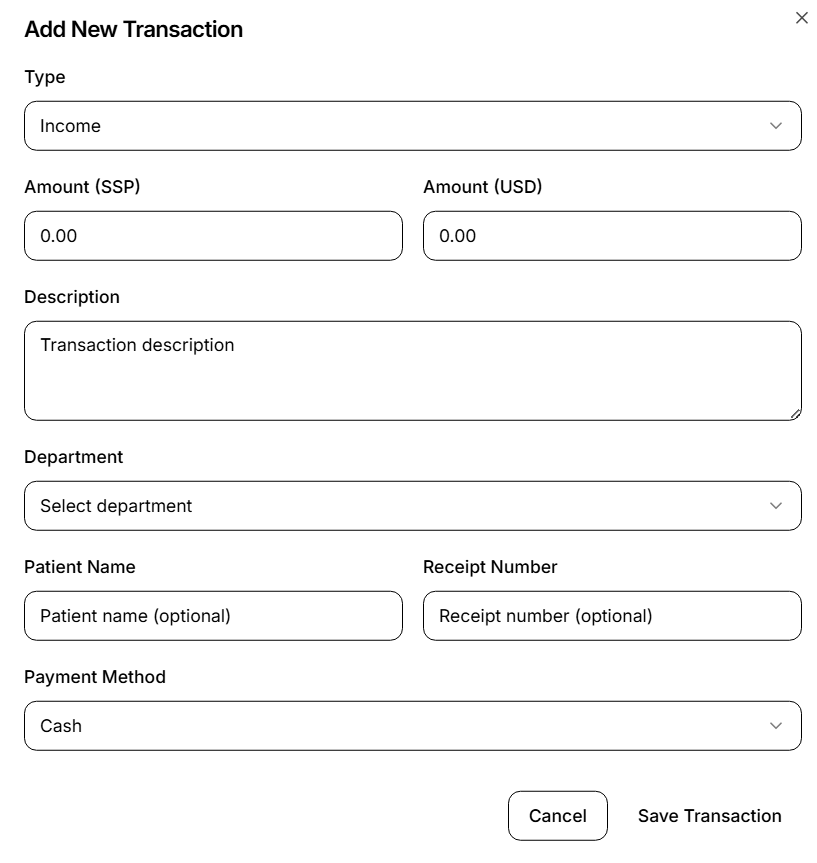 Add New Transaction
Type
Income
Amount (SSP)
Amount (USD)
0.00
0.00
Description
Transaction description
Department
Select department
Patient Name
Receipt Number
Patient name (optional)
Receipt number (optional)
Payment Method
Cash
Cancel
Save Transaction